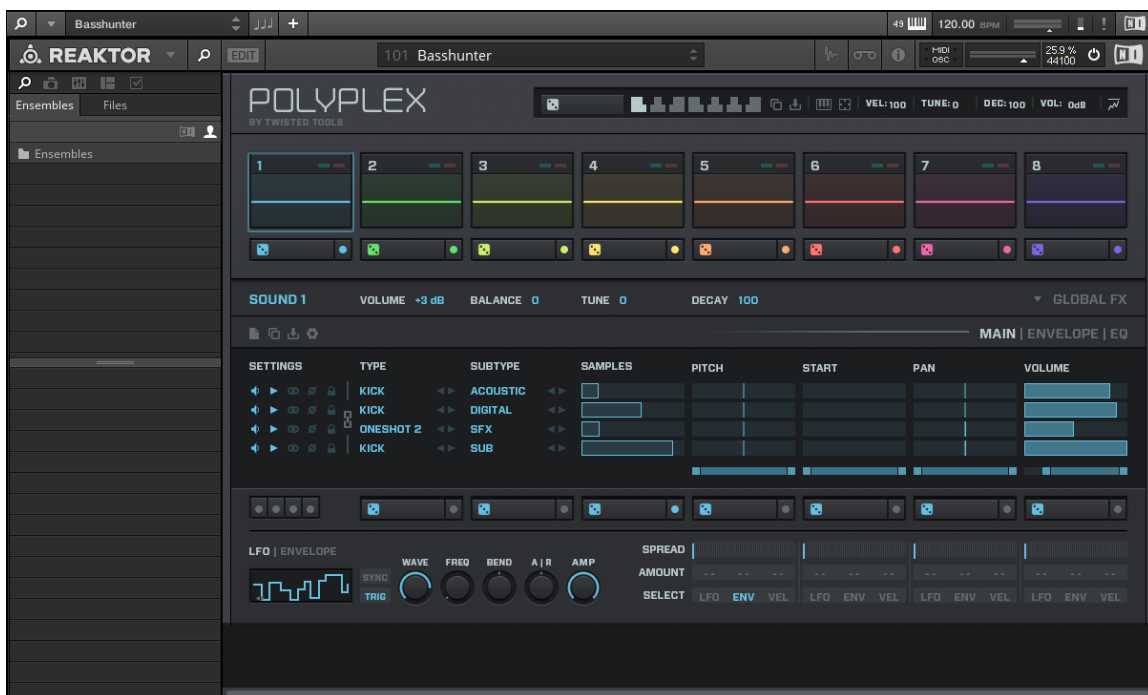 Basshunter + 49 120.00 BPM NI
REAKTOR EDIT 101 Basshunter MIDI OSC 25.9 % 44100 NI
Ensembles Files
Ensembles
POLYPLEX
BY TWISTED TOOLS
VEL: 100 TUNE: 0 DEC: 100 VOL: 0dB
1 2 3 4 5 6 7 8
SOUND 1 VOLUME +3 dB BALANCE 0 TUNE 0 DECAY 100 GLOBAL FX
MAIN | ENVELOPE | EQ
SETTINGS TYPE SUBTYPE SAMPLES PITCH START PAN VOLUME
KICK ACOUSTIC
KICK DIGITAL
ONESHOT 2 SFX
KICK SUB
LFO | ENVELOPE
WAVE FREQ BEND A|R AMP
SYNC
TRIG
SPREAD
AMOUNT -- -- -- -- -- -- -- -- -- -- -- --
SELECT LFO ENV VEL LFO ENV VEL LFO ENV VEL LFO ENV VEL